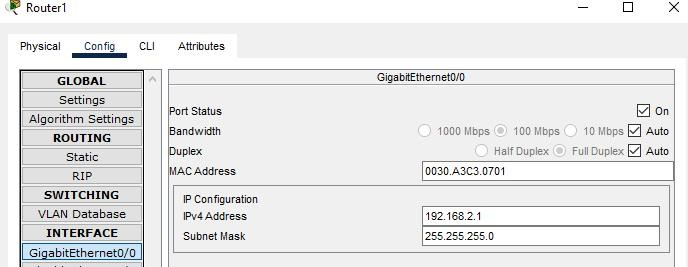 Router1
Physical Config CLI Attributes
GLOBAL
Settings
Algorithm Settings
ROUTING
Static
RIP
SWITCHING
VLAN Database
INTERFACE
GigabitEthernet0/0
GigabitEthernet0/0
Port Status On
Bandwidth 1000 Mbps 100 Mbps 10 Mbps Auto
Duplex Half Duplex Full Duplex Auto
MAC Address 0030.A3C3.0701
IP Configuration
IPv4 Address 192.168.2.1
Subnet Mask 255.255.255.0